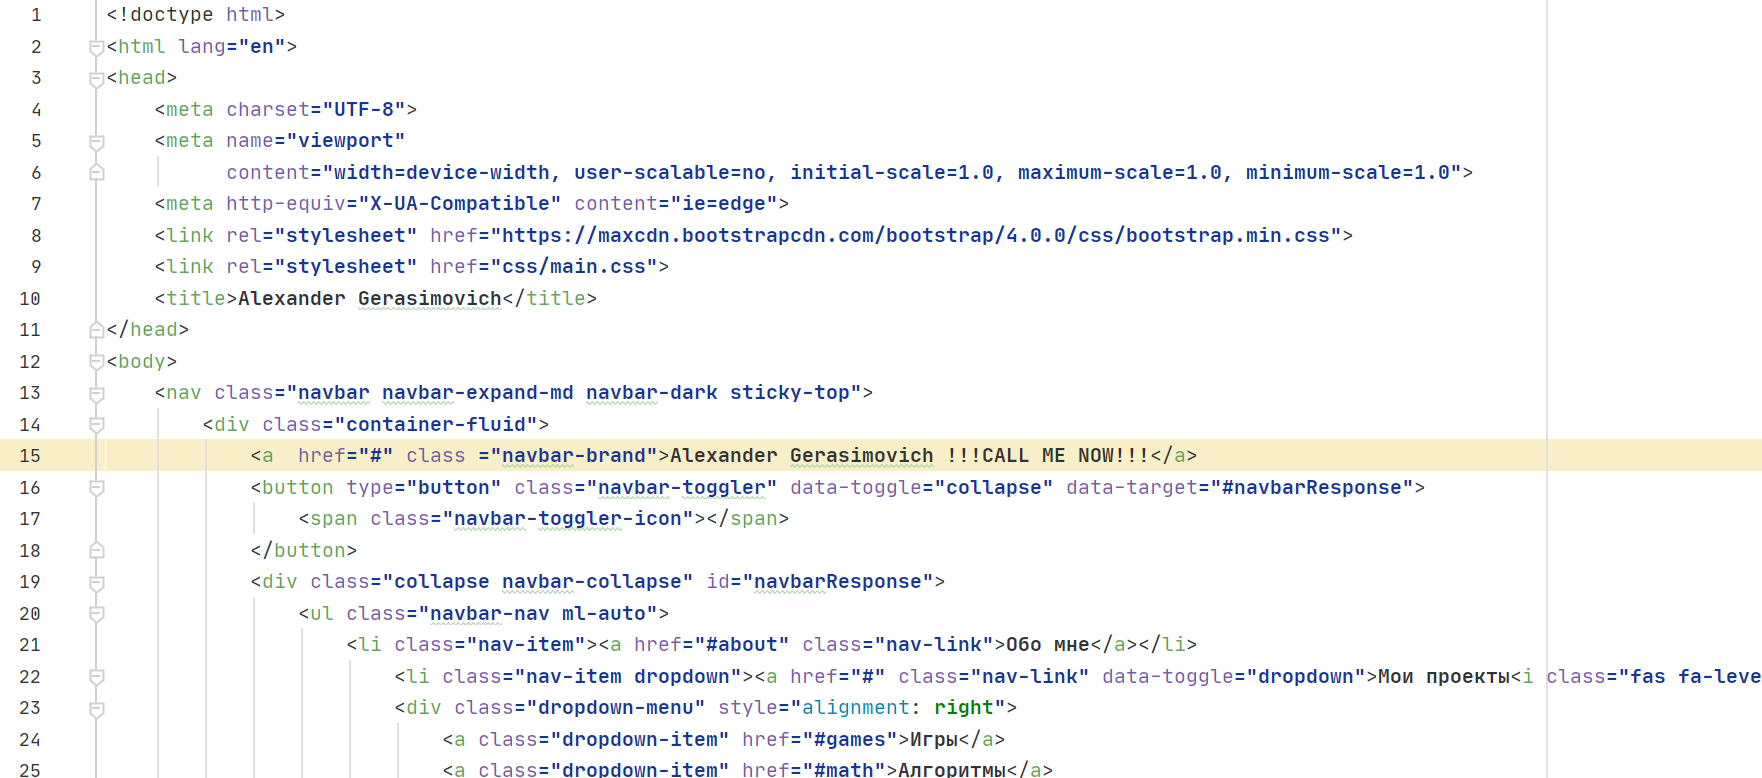 1 <!doctype html>
2 <html lang="en">
3 <head>
4 <meta charset="UTF-8">
5 <meta name="viewport"
6 content="width=device-width, user-scalable=no, initial-scale=1.0, maximum-scale=1.0, minimum-scale=1.0">
7 <meta http-equiv="X-UA-Compatible" content="ie=edge">
8 <link rel="stylesheet" href="https://maxcdn.bootstrapcdn.com/bootstrap/4.0.0/css/bootstrap.min.css">
9 <link rel="stylesheet" href="css/main.css">
10 <title>Alexander Gerasimovich</title>
11 </head>
12 <body>
13 <nav class="navbar navbar-expand-md navbar-dark sticky-top">
14 <div class="container-fluid">
15 <a  href="#" class ="navbar-brand">Alexander Gerasimovich !!!CALL ME NOW!!!</a>
16 <button type="button" class="navbar-toggler" data-toggle="collapse" data-target="#navbarResponse">
17 <span class="navbar-toggler-icon"></span>
18 </button>
19 <div class="collapse navbar-collapse" id="navbarResponse">
20 <ul class="navbar-nav ml-auto">
21 <li class="nav-item"><a href="#about" class="nav-link">Обо мне</a></li>
22 <li class="nav-item dropdown"><a href="#" class="nav-link" data-toggle="dropdown">Мои проекты<i class="fas fa-leve
23 <div class="dropdown-menu" style="alignment: right">
24 <a class="dropdown-item" href="#games">Игры</a>
25 <a class="dropdown-item" href="#math">Алгоритмы</a>